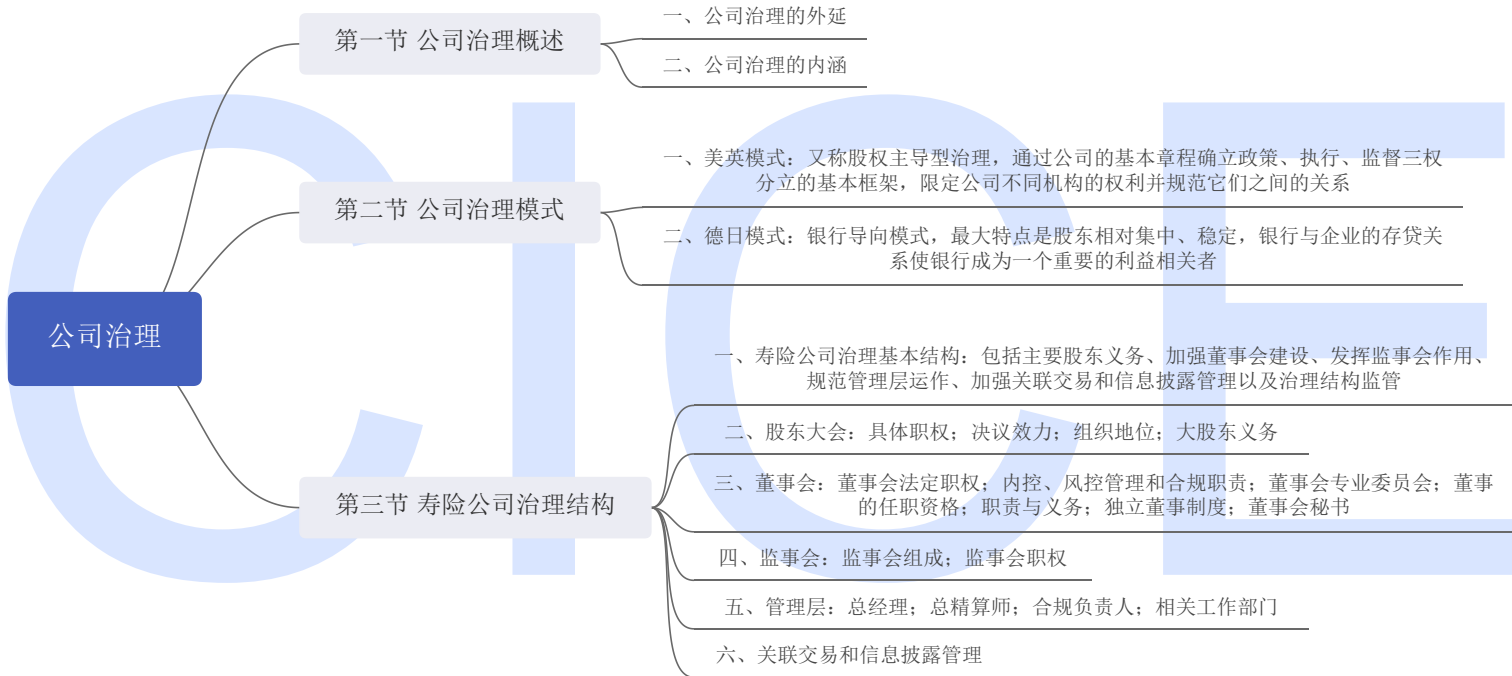 公司治理
第一节 公司治理概述
一、公司治理的外延
二、公司治理的内涵
第二节 公司治理模式
一、美英模式：又称股权主导型治理，通过公司的基本章程确立政策、执行、监督三权
分立的基本框架，限定公司不同机构的权利并规范它们之间的关系
二、德日模式：银行导向模式，最大特点是股东相对集中、稳定，银行与企业的存贷关
系使银行成为一个重要的利益相关者
第三节 寿险公司治理结构
一、寿险公司治理基本结构：包括主要股东义务、加强董事会建设、发挥监事会作用、
规范管理层运作、加强关联交易和信息披露管理以及治理结构监管
二、股东大会：具体职权；决议效力；组织地位；大股东义务
三、董事会：董事会法定职权；内控、风控管理和合规职责；董事会专业委员会；董事
的任职资格；职责与义务；独立董事制度；董事会秘书
四、监事会：监事会组成；监事会职权
五、管理层：总经理；总精算师；合规负责人；相关工作部门
六、关联交易和信息披露管理
CICE